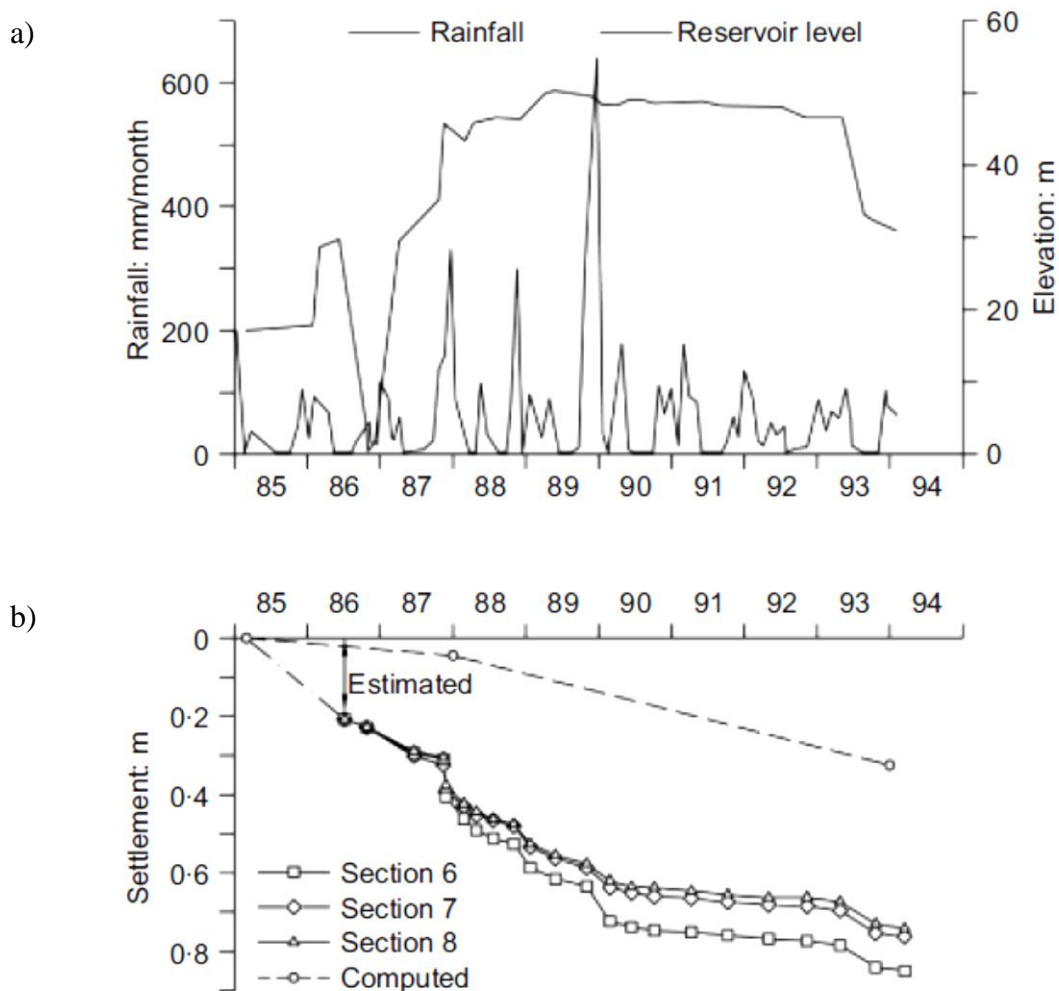 a)
Rainfall
Reservoir level
Rainfall: mm/month
600
400
200
0
60
40
20
0
Elevation: m
85 86 87 88 89 90 91 92 93 94
b)
85 86 87 88 89 90 91 92 93 94
Settlement: m
0
0·2
0·4
0·6
0·8
Estimated
Section 6
Section 7
Section 8
Computed